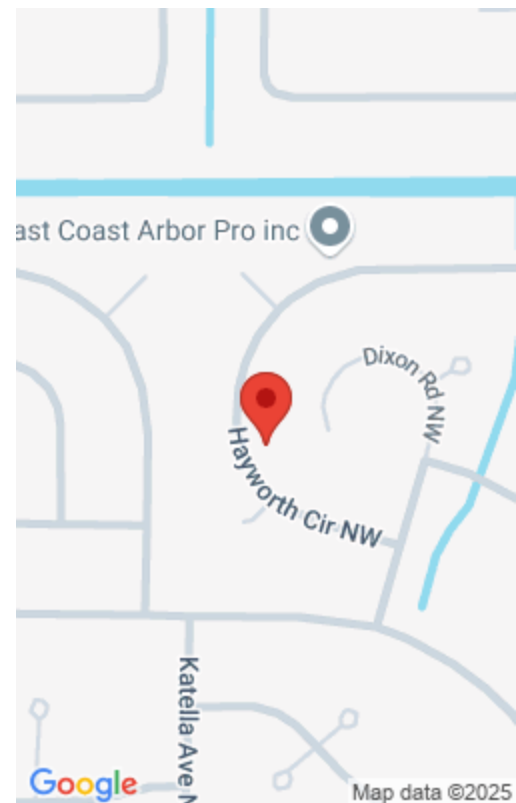 ast Coast Arbor Pro inc
Dixon Rd NW
Hayworth Cir NW
Katella Ave N
Google
Map data ©2025